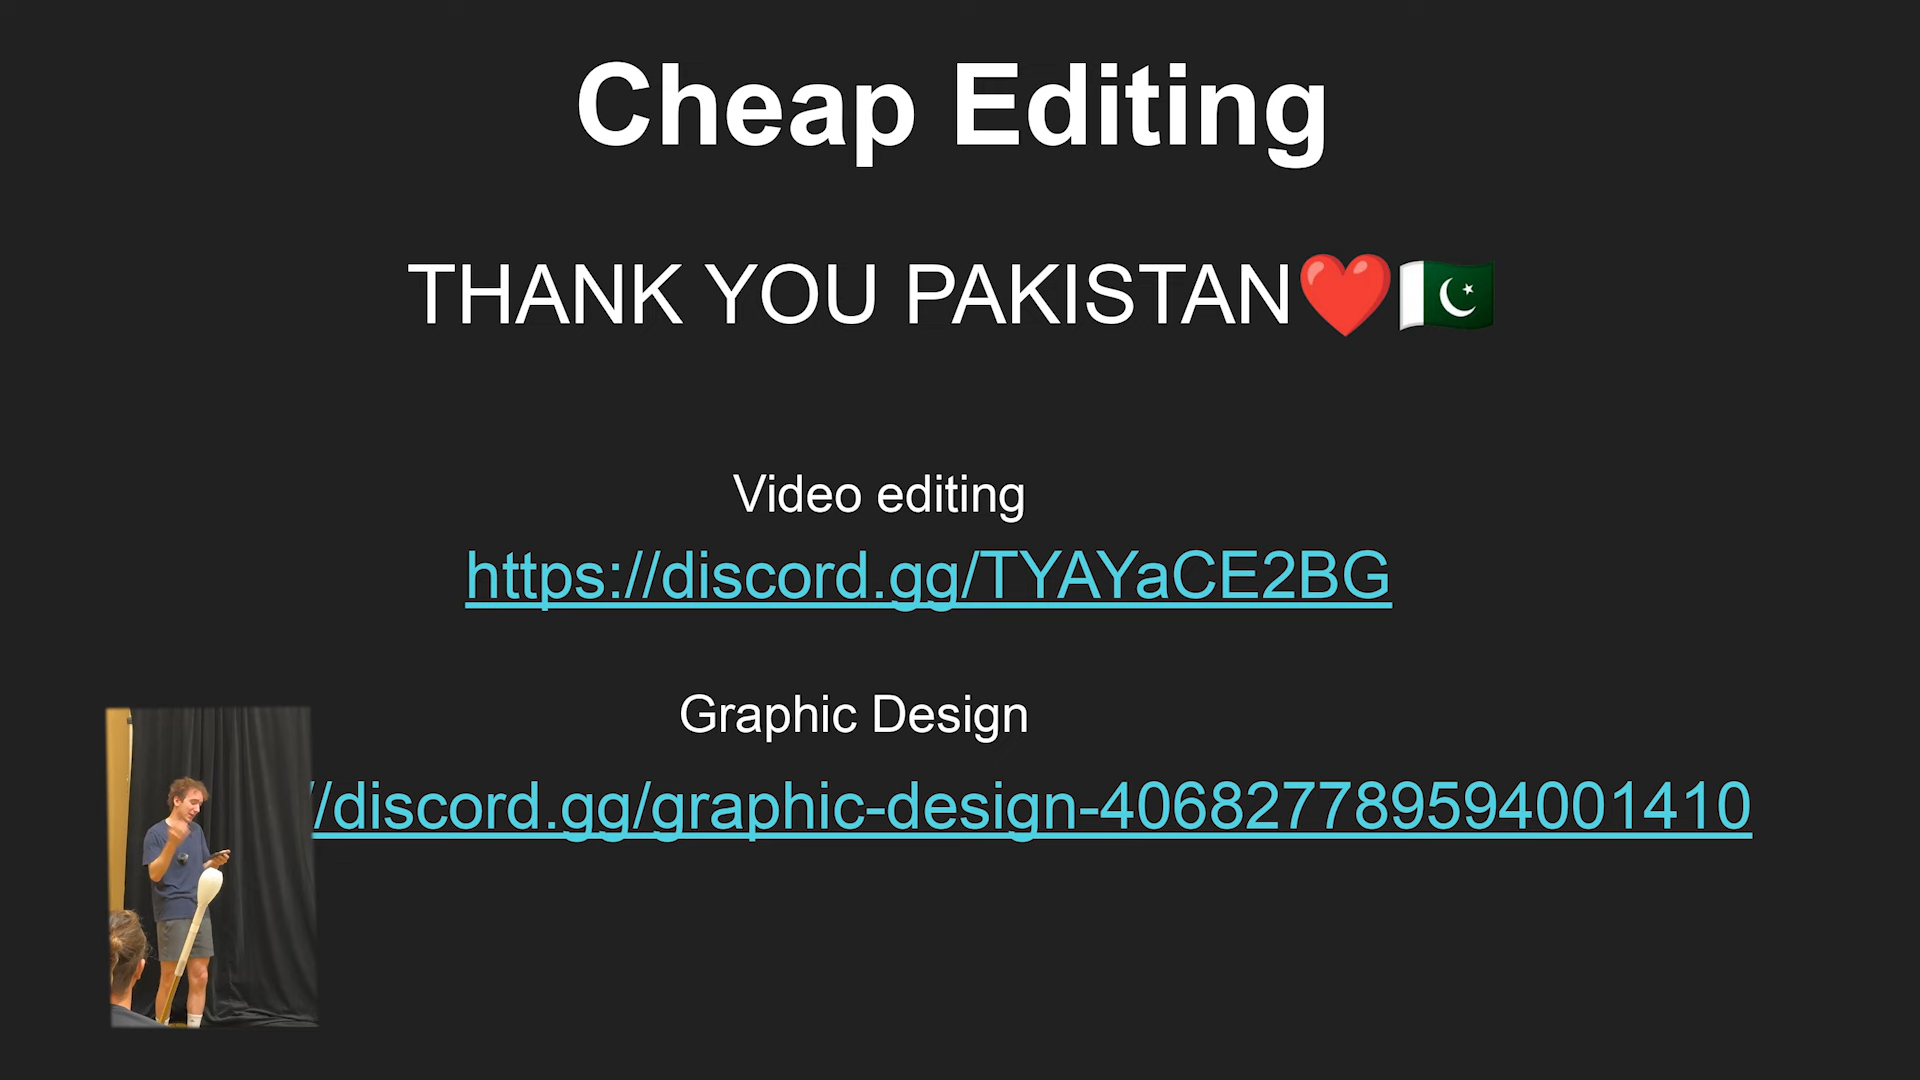 Cheap Editing
THANK YOU PAKISTAN❤️🇵🇰
Video editing
https://discord.gg/TYAYaCE2BG
Graphic Design
//discord.gg/graphic-design-406827789594001410